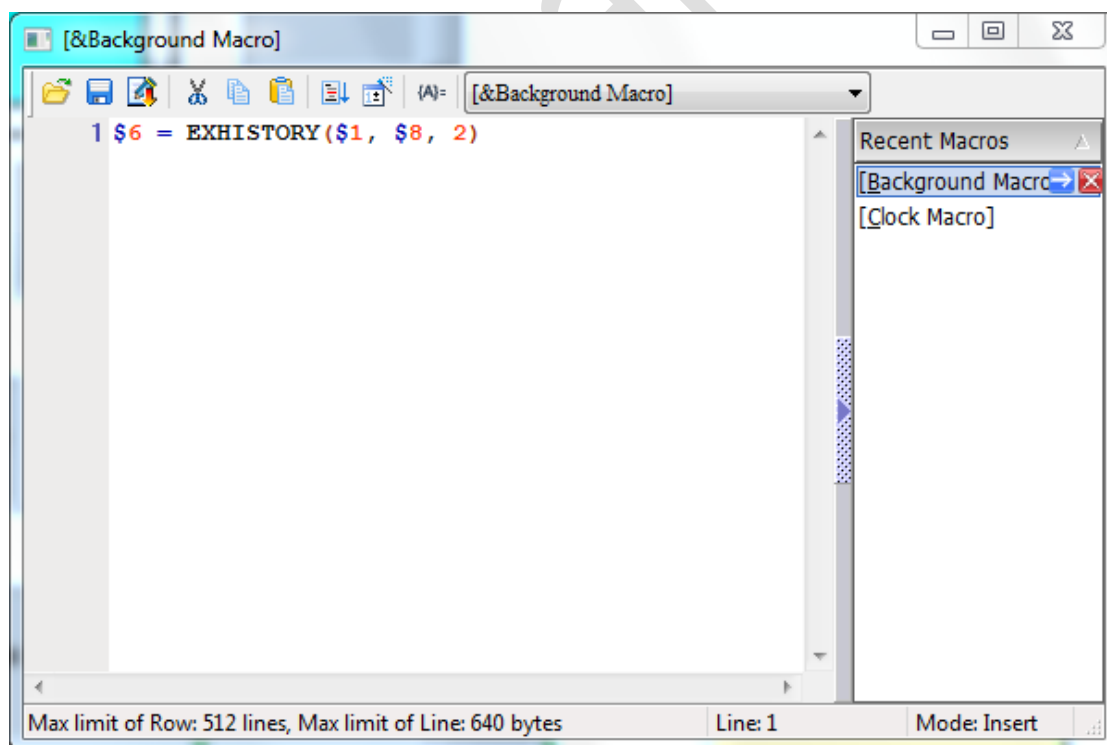 [&Background Macro]
{A}= [&Background Macro]
1 $6 = EXHISTORY($1, $8, 2)
Recent Macros
[Background Macro
[Clock Macro]
Max limit of Row: 512 lines, Max limit of Line: 640 bytes Line: 1 Mode: Insert